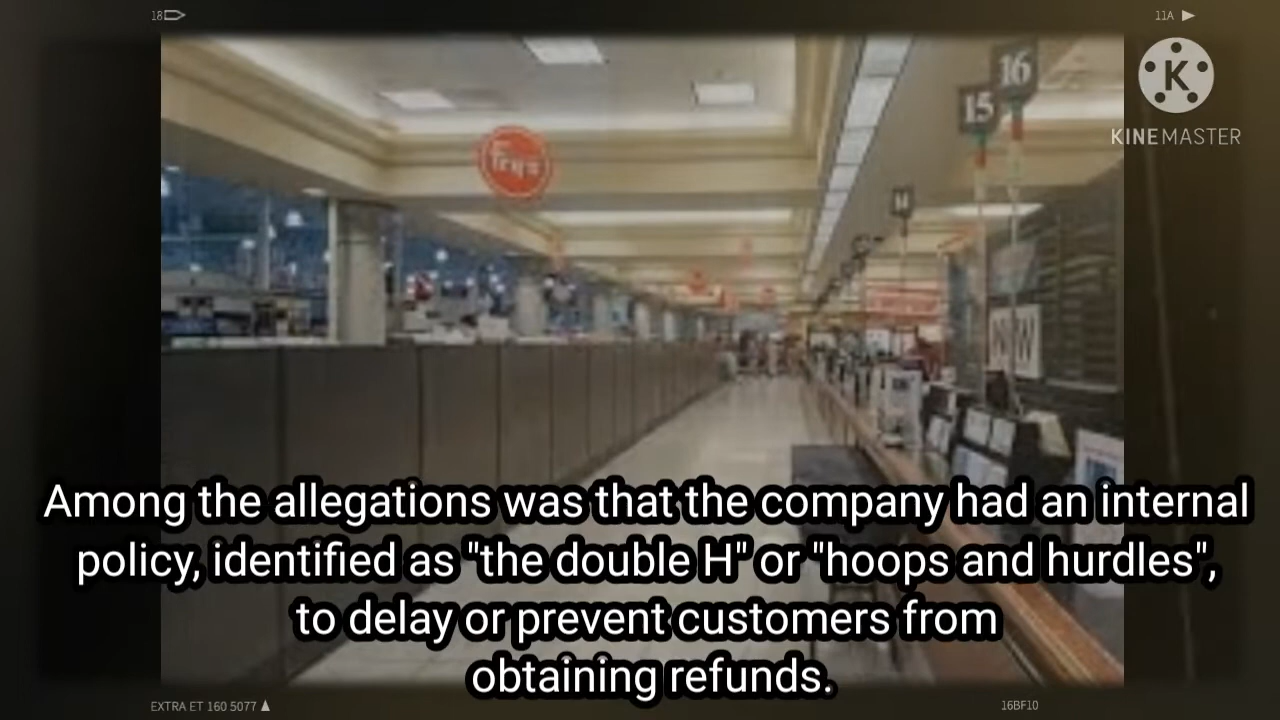 18
11A
K
KINEMASTER
16
15
Fry's
Among the allegations was that the company had an internal
policy, identified as "the double H" or "hoops and hurdles",
to delay or prevent customers from
obtaining refunds.
EXTRA ET 160 5077
16BF10